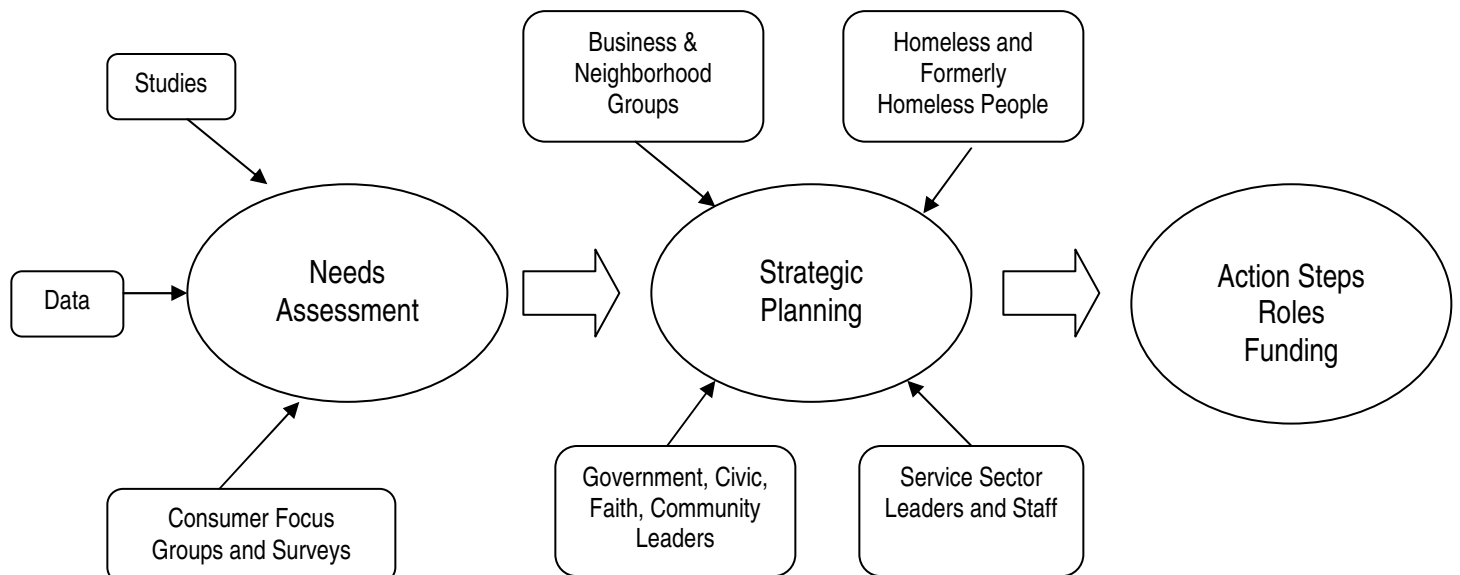 Studies
Data
Consumer Focus
Groups and Surveys
Needs
Assessment
Business &
Neighborhood
Groups
Homeless and
Formerly
Homeless People
Strategic
Planning
Government, Civic,
Faith, Community
Leaders
Service Sector
Leaders and Staff
Action Steps
Roles
Funding